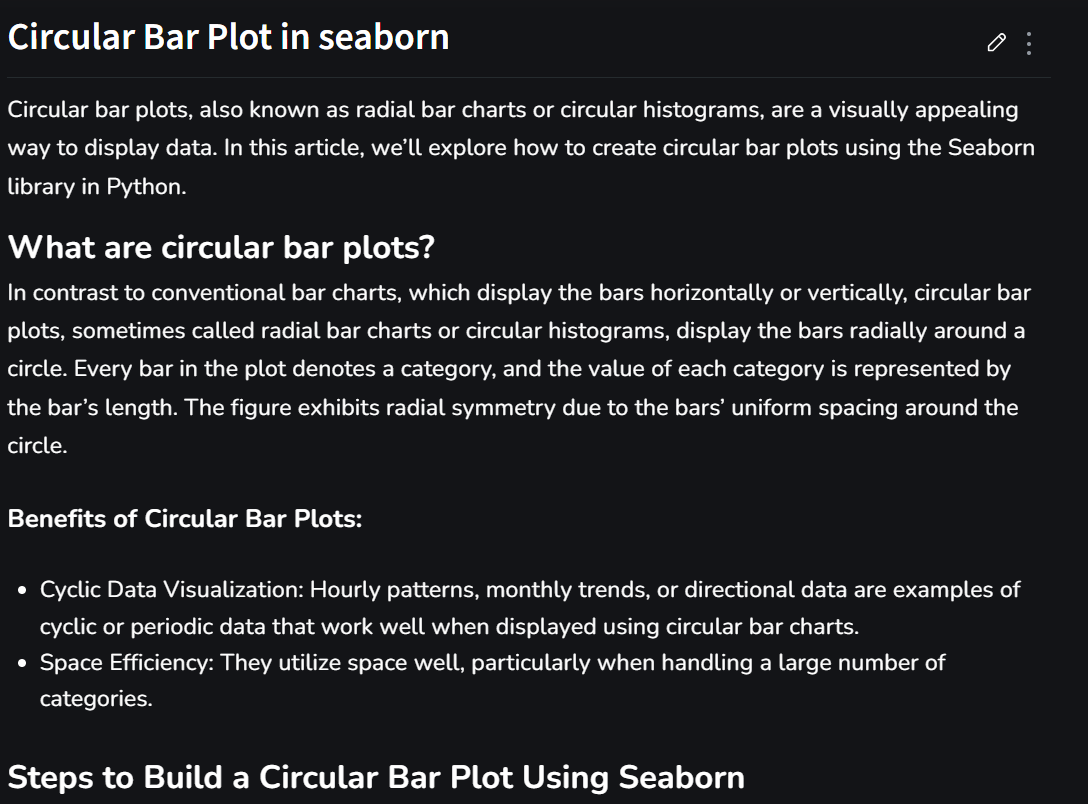 Circular Bar Plot in seaborn
Circular bar plots, also known as radial bar charts or circular histograms, are a visually appealing
way to display data. In this article, we’ll explore how to create circular bar plots using the Seaborn
library in Python.
What are circular bar plots?
In contrast to conventional bar charts, which display the bars horizontally or vertically, circular bar
plots, sometimes called radial bar charts or circular histograms, display the bars radially around a
circle. Every bar in the plot denotes a category, and the value of each category is represented by
the bar’s length. The figure exhibits radial symmetry due to the bars’ uniform spacing around the
circle.
Benefits of Circular Bar Plots:
• Cyclic Data Visualization: Hourly patterns, monthly trends, or directional data are examples of
cyclic or periodic data that work well when displayed using circular bar charts.
• Space Efficiency: They utilize space well, particularly when handling a large number of
categories.
Steps to Build a Circular Bar Plot Using Seaborn